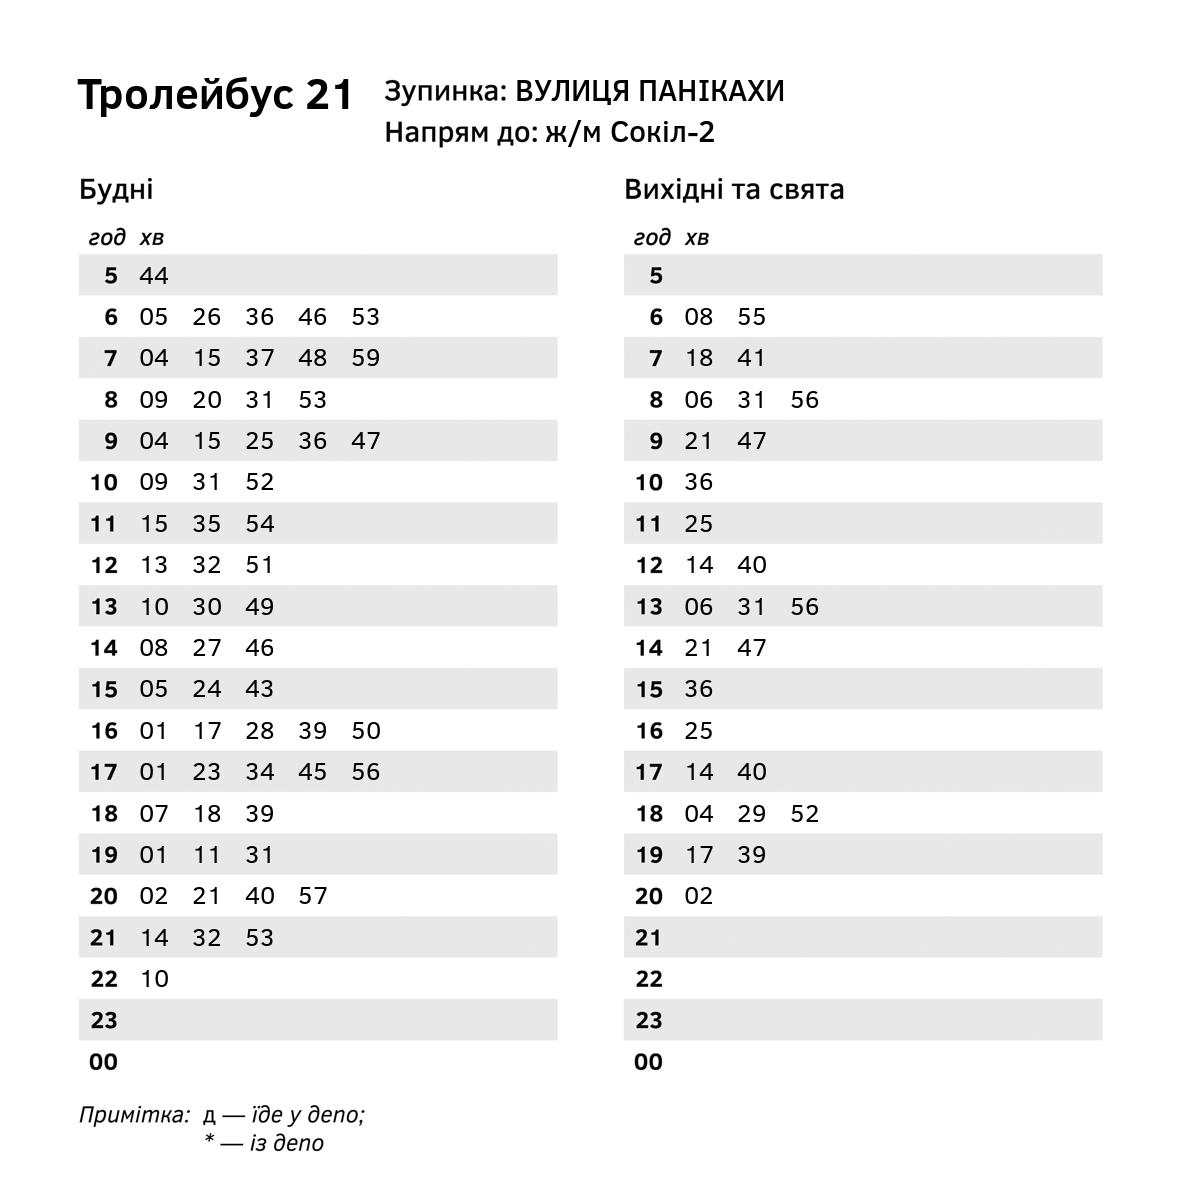 Тролейбус 21
Зупинка: ВУЛИЦЯ ПАНІКАХИ
Напрям до: ж/м Сокіл-2
Будні
год хв
5 44
6 05 26 36 46 53
7 04 15 37 48 59
8 09 20 31 53
9 04 15 25 36 47
10 09 31 52
11 15 35 54
12 13 32 51
13 10 30 49
14 08 27 46
15 05 24 43
16 01 17 28 39 50
17 01 23 34 45 56
18 07 18 39
19 01 11 31
20 02 21 40 57
21 14 32 53
22 10
23
00
Вихідні та свята
год хв
5
6 08 55
7 18 41
8 06 31 56
9 21 47
10 36
11 25
12 14 40
13 06 31 56
14 21 47
15 36
16 25
17 14 40
18 04 29 52
19 17 39
20 02
21
22
23
00
Примітка: д — їде у депо;
* — із депо